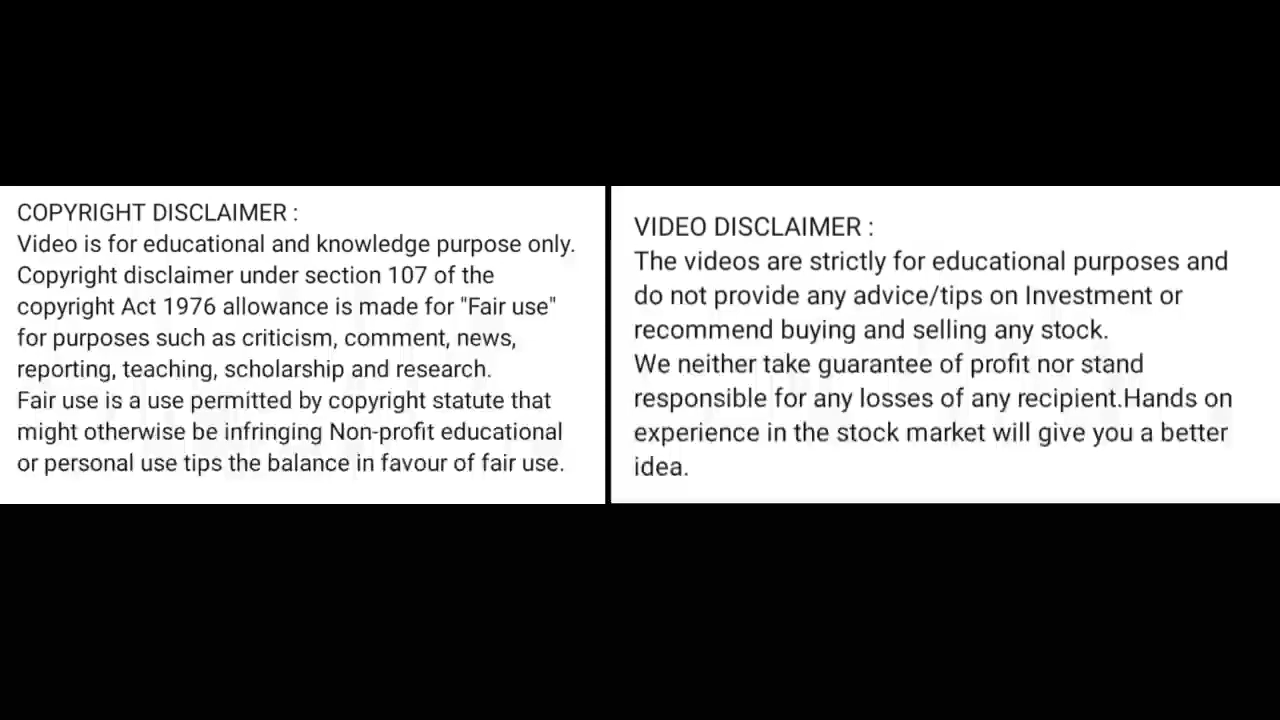 COPYRIGHT DISCLAIMER :
Video is for educational and knowledge purpose only.
Copyright disclaimer under section 107 of the
copyright Act 1976 allowance is made for "Fair use"
for purposes such as criticism, comment, news,
reporting, teaching, scholarship and research.
Fair use is a use permitted by copyright statute that
might otherwise be infringing Non-profit educational
or personal use tips the balance in favour of fair use.
VIDEO DISCLAIMER :
The videos are strictly for educational purposes and
do not provide any advice/tips on Investment or
recommend buying and selling any stock.
We neither take guarantee of profit nor stand
responsible for any losses of any recipient.Hands on
experience in the stock market will give you a better
idea.